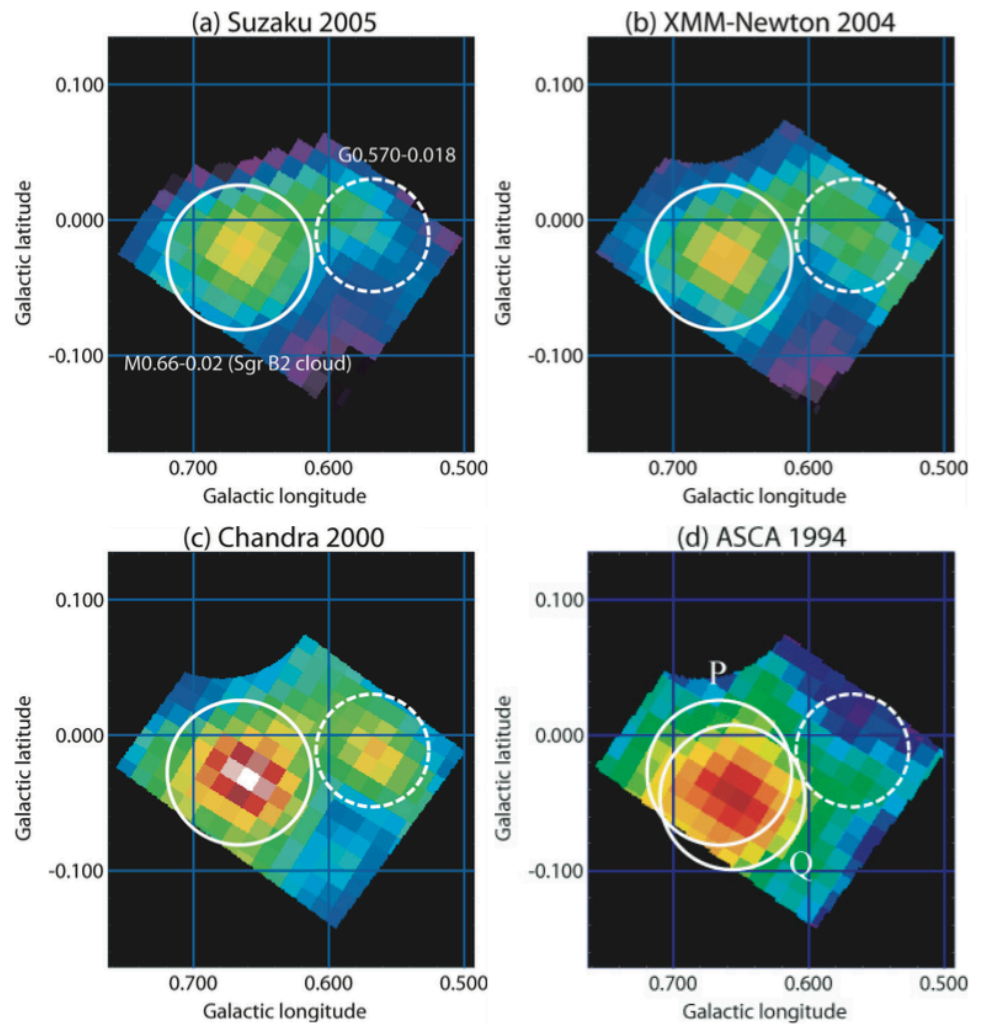 (a) Suzaku 2005
0.100
0.000
-0.100
Galactic latitude
G0.570-0.018
M0.66-0.02 (Sgr B2 cloud)
0.700 0.600 0.500
Galactic longitude
(b) XMM-Newton 2004
0.100
0.000
-0.100
Galactic latitude
0.700 0.600 0.500
Galactic longitude
(c) Chandra 2000
0.100
0.000
-0.100
Galactic latitude
0.700 0.600 0.500
Galactic longitude
(d) ASCA 1994
0.100
0.000
-0.100
Galactic latitude
P
Q
0.700 0.600 0.500
Galactic longitude